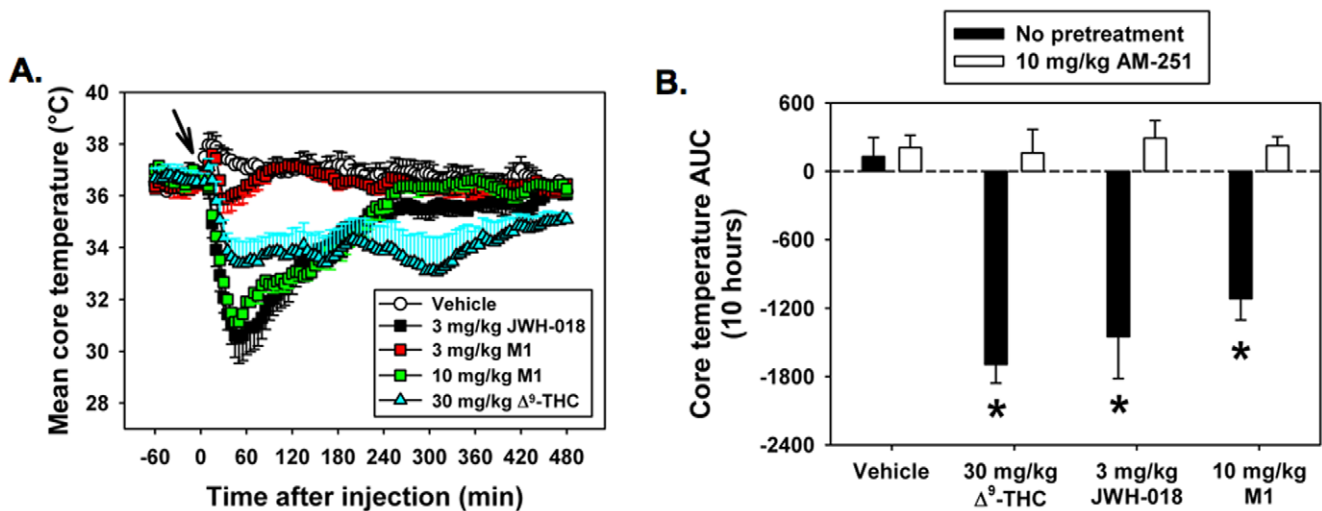 A.
Mean core temperature (°C)
40
38
36
34
32
30
28
Vehicle
3 mg/kg JWH-018
3 mg/kg M1
10 mg/kg M1
30 mg/kg Δ⁹-THC
-60 0 60 120 180 240 300 360 420 480
Time after injection (min)
No pretreatment
10 mg/kg AM-251
B.
Core temperature AUC
(10 hours)
600
0
-600
-1200
-1800
-2400
*
*
*
Vehicle 30 mg/kg 3 mg/kg 10 mg/kg
Δ⁹-THC JWH-018 M1